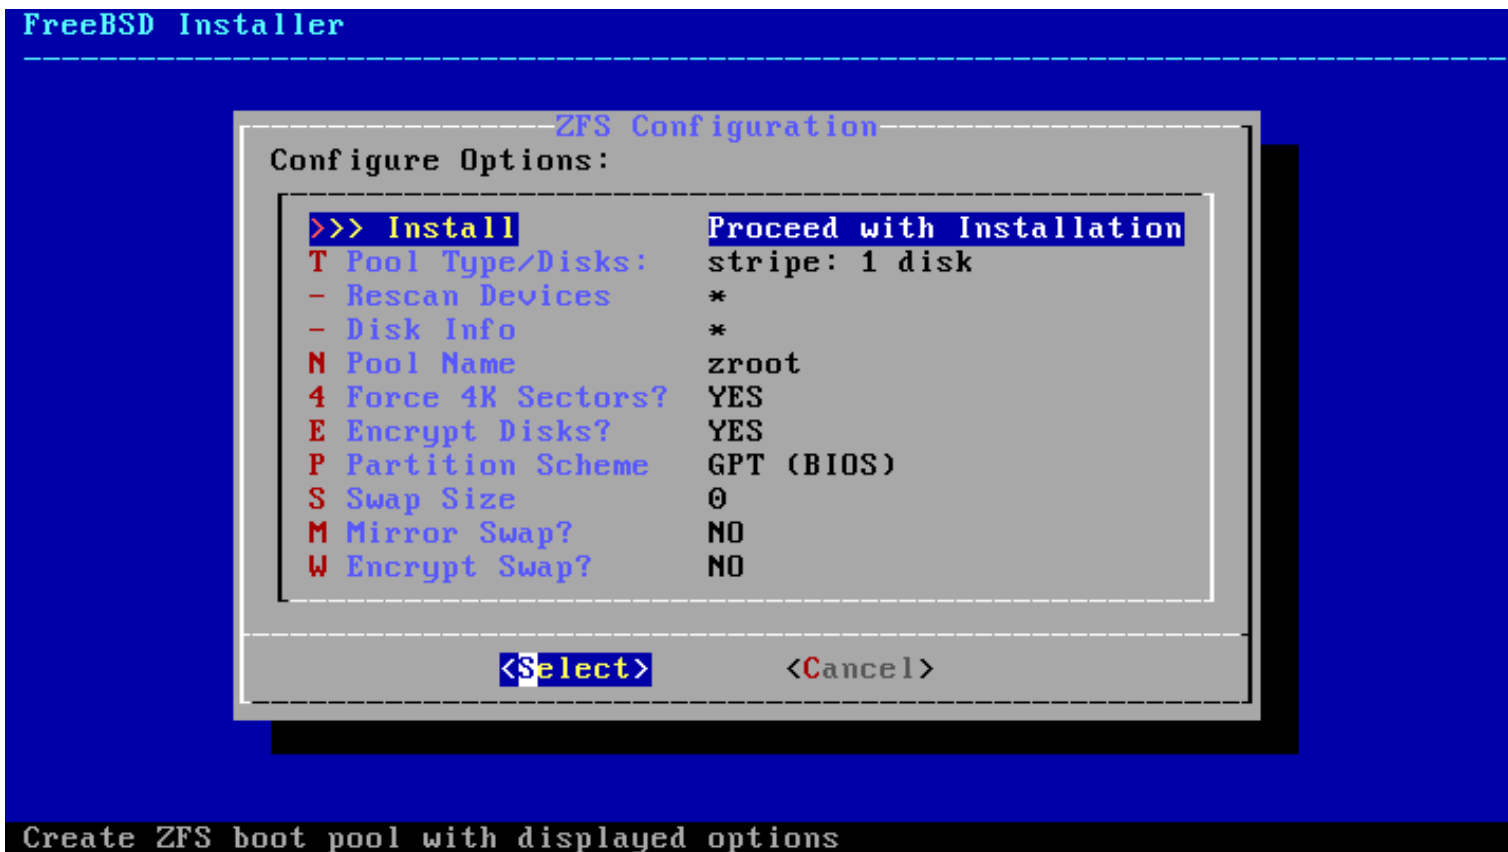 FreeBSD Installer
ZFS Configuration
Configure Options:
>>> Install Proceed with Installation
T Pool Type/Disks: stripe: 1 disk
- Rescan Devices *
- Disk Info *
N Pool Name zroot
4 Force 4K Sectors? YES
E Encrypt Disks? YES
P Partition Scheme GPT (BIOS)
S Swap Size 0
M Mirror Swap? NO
W Encrypt Swap? NO
<Select> <Cancel>
Create ZFS boot pool with displayed options